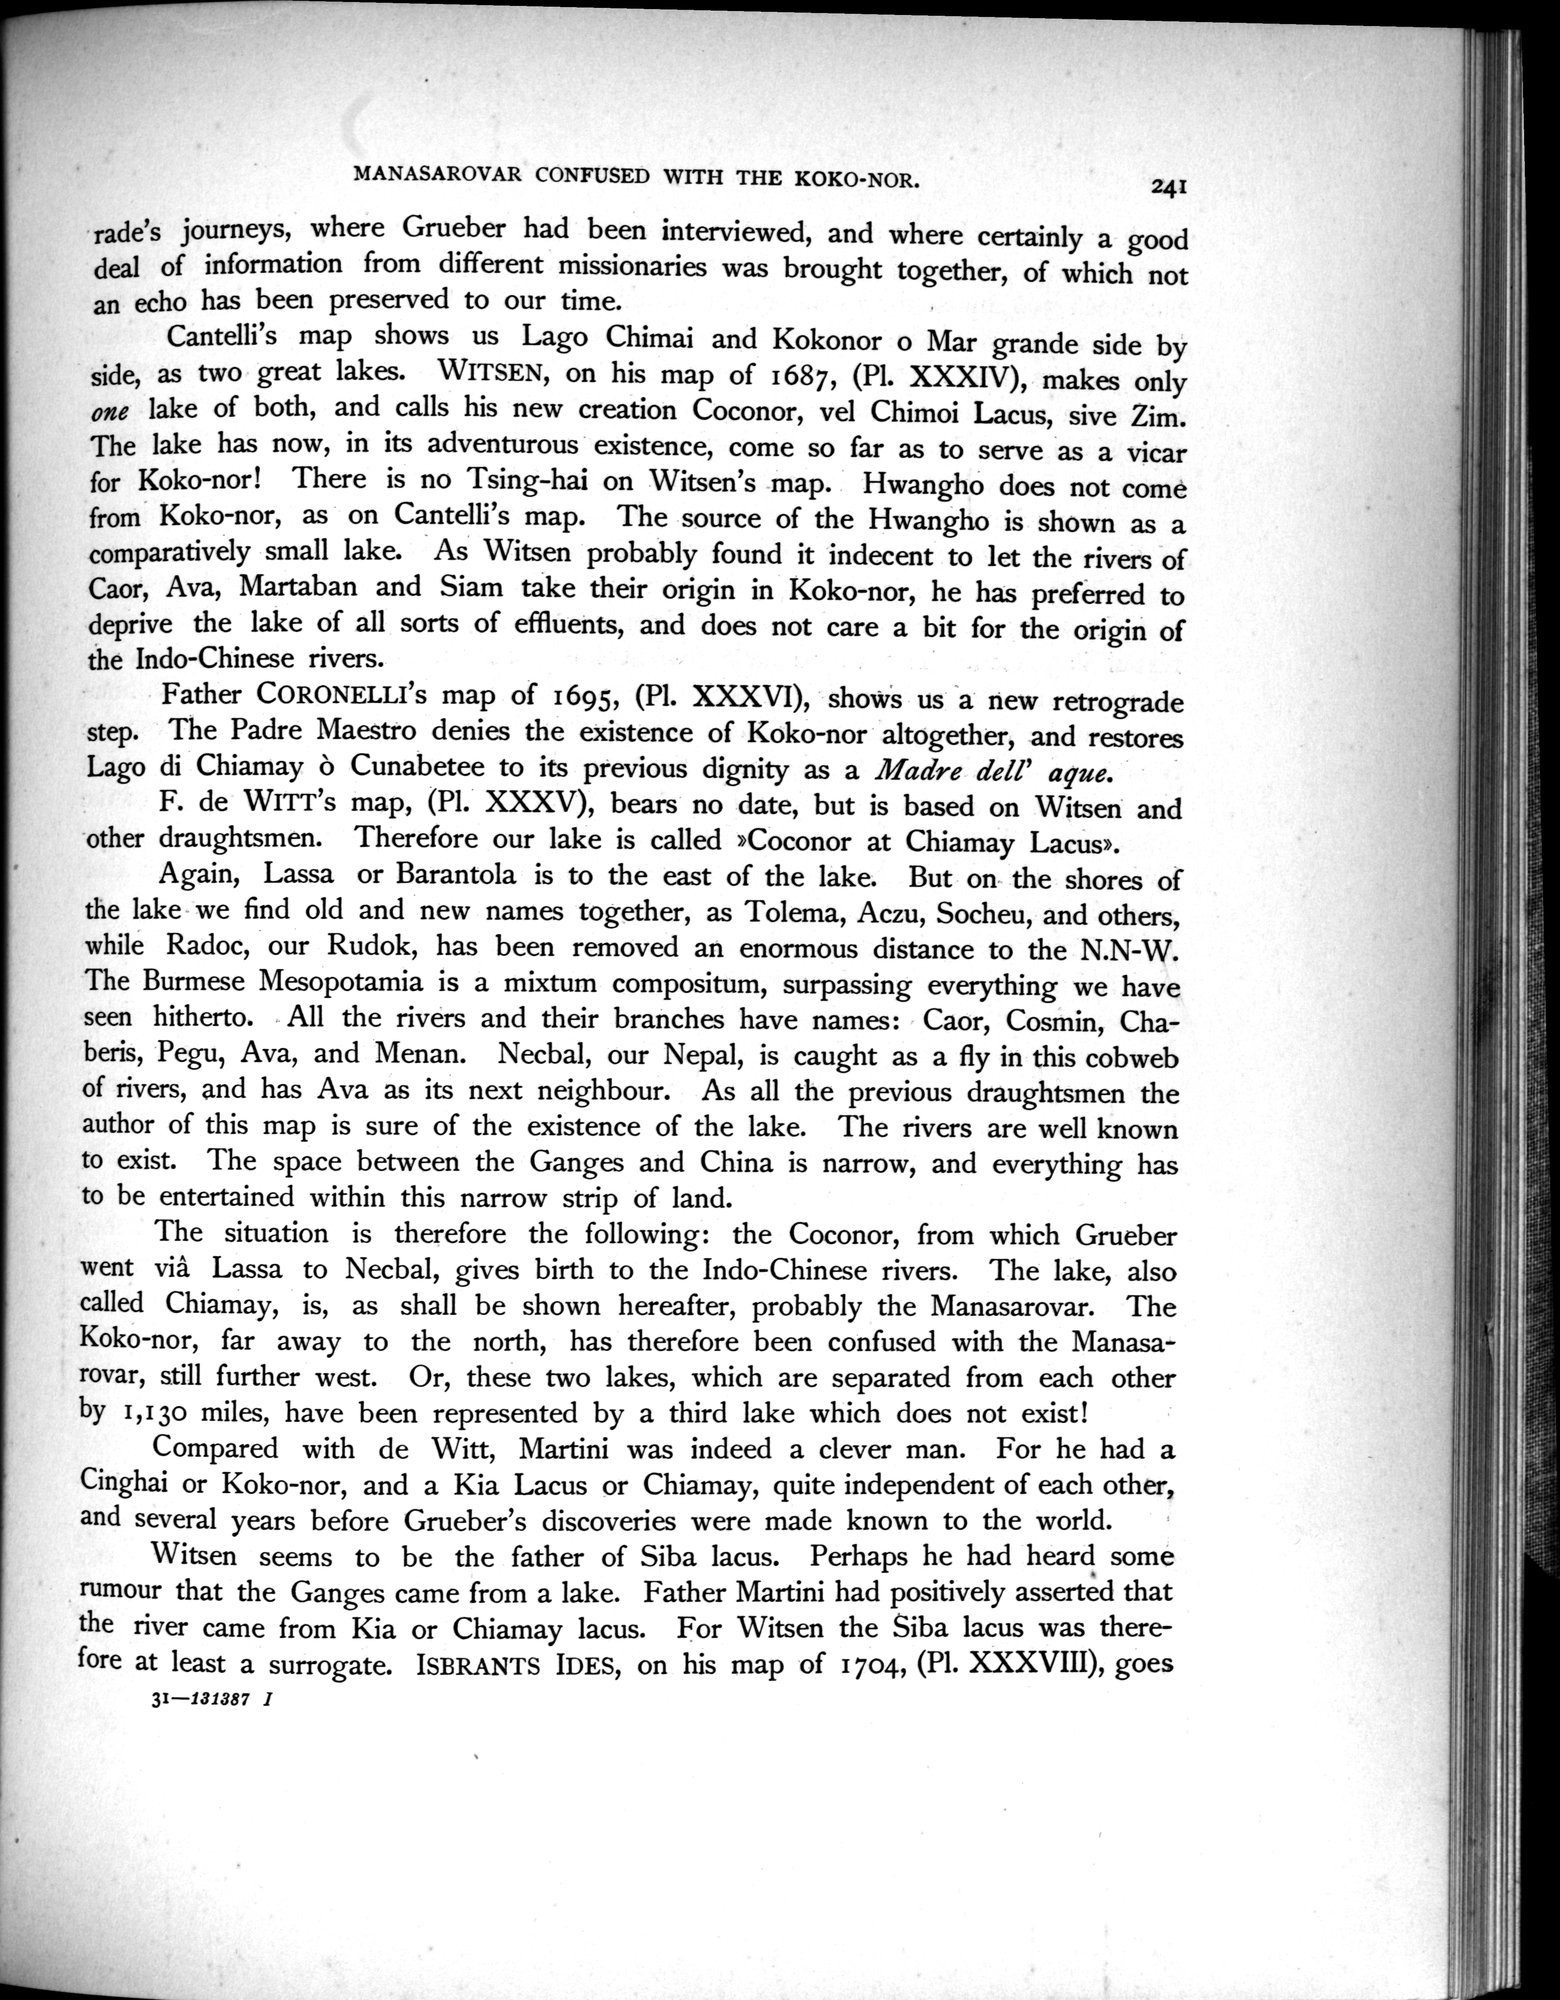 MANASAROVAR CONFUSED WITH THE KOKO-NOR.
241
rade's journeys, where Grueber had been interviewed, and where certainly a good
deal of information from different missionaries was brought together, of which not
an echo has been preserved to our time.
Cantelli's map shows us Lago Chimai and Kokonor o Mar grande side by
side, as two great lakes. WITSEN, on his map of 1687, (Pl. XXXIV), makes only
one lake of both, and calls his new creation Coconor, vel Chimoi Lacus, sive Zim.
The lake has now, in its adventurous existence, come so far as to serve as a vicar
for Koko-nor! There is no Tsing-hai on Witsen's map. Hwangho does not come
from Koko-nor, as on Cantelli's map. The source of the Hwangho is shown as a
comparatively small lake. As Witsen probably found it indecent to let the rivers of
Caor, Ava, Martaban and Siam take their origin in Koko-nor, he has preferred to
deprive the lake of all sorts of effluents, and does not care a bit for the origin of
the Indo-Chinese rivers.
Father CORONELLI's map of 1695, (Pl. XXXVI), shows us a new retrograde
step. The Padre Maestro denies the existence of Koko-nor altogether, and restores
Lago di Chiamay ò Cunabetee to its previous dignity as a Madre dell' aque.
F. de WITT's map, (Pl. XXXV), bears no date, but is based on Witsen and
other draughtsmen. Therefore our lake is called »Coconor at Chiamay Lacus».
Again, Lassa or Barantola is to the east of the lake. But on the shores of
the lake we find old and new names together, as Tolema, Aczu, Socheu, and others,
while Radoc, our Rudok, has been removed an enormous distance to the N.N-W.
The Burmese Mesopotamia is a mixtum compositum, surpassing everything we have
seen hitherto. All the rivers and their branches have names: Caor, Cosmin, Cha-
beris, Pegu, Ava, and Menan. Necbal, our Nepal, is caught as a fly in this cobweb
of rivers, and has Ava as its next neighbour. As all the previous draughtsmen the
author of this map is sure of the existence of the lake. The rivers are well known
to exist. The space between the Ganges and China is narrow, and everything has
to be entertained within this narrow strip of land.
The situation is therefore the following: the Coconor, from which Grueber
went viâ Lassa to Necbal, gives birth to the Indo-Chinese rivers. The lake, also
called Chiamay, is, as shall be shown hereafter, probably the Manasarovar. The
Koko-nor, far away to the north, has therefore been confused with the Manasa-
rovar, still further west. Or, these two lakes, which are separated from each other
by 1,130 miles, have been represented by a third lake which does not exist!
Compared with de Witt, Martini was indeed a clever man. For he had a
Cinghai or Koko-nor, and a Kia Lacus or Chiamay, quite independent of each other,
and several years before Grueber's discoveries were made known to the world.
Witsen seems to be the father of Siba lacus. Perhaps he had heard some
rumour that the Ganges came from a lake. Father Martini had positively asserted that
the river came from Kia or Chiamay lacus. For Witsen the Siba lacus was there-
fore at least a surrogate. ISBRANTS IDES, on his map of 1704, (Pl. XXXVIII), goes
31—131387 I